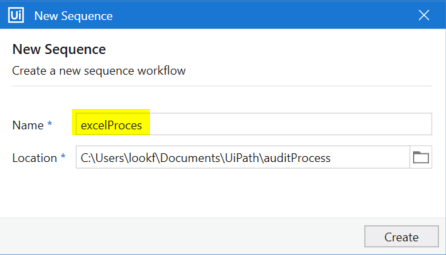 Ui New Sequence
New Sequence
Create a new sequence workflow
Name * excelProces
Location * C:\Users\lookf\Documents\UiPath\auditProcess
Create